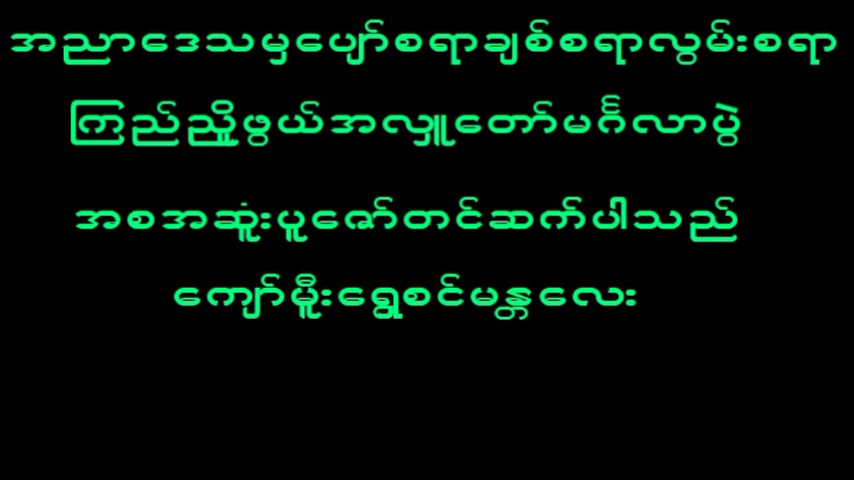 အညာဒေသမှပျော်စရာချစ်စရာလွမ်းစရာ
ကြည်ညိူဖွယ်အလှူတော်မင်္ဂလာပွဲ
အစအဆူံးပူဇော်တင်ဆက်ပါသည်
ကျော်မိူးရွှေစင်မန္တလေး